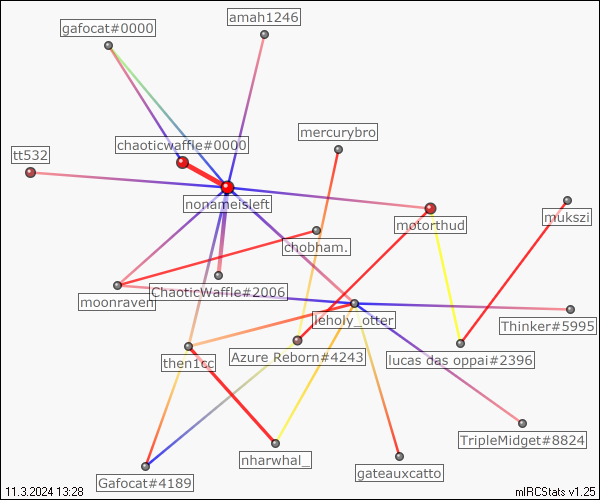 amah1246
gafocat#0000
mercurybro
chaoticwaffle#0000
tt532
nonameisleft
mukszi
motorthud
chobham.
ChaoticWaffle#2006
moonraven
leholy_otter
Thinker#5995
Azure Reborn#4243
lucas das oppai#2396
then1cc
TripleMidget#8824
nharwhal_
gateauxcatto
Gafocat#4189
11.3.2024 13:28
mIRCStats v1.25